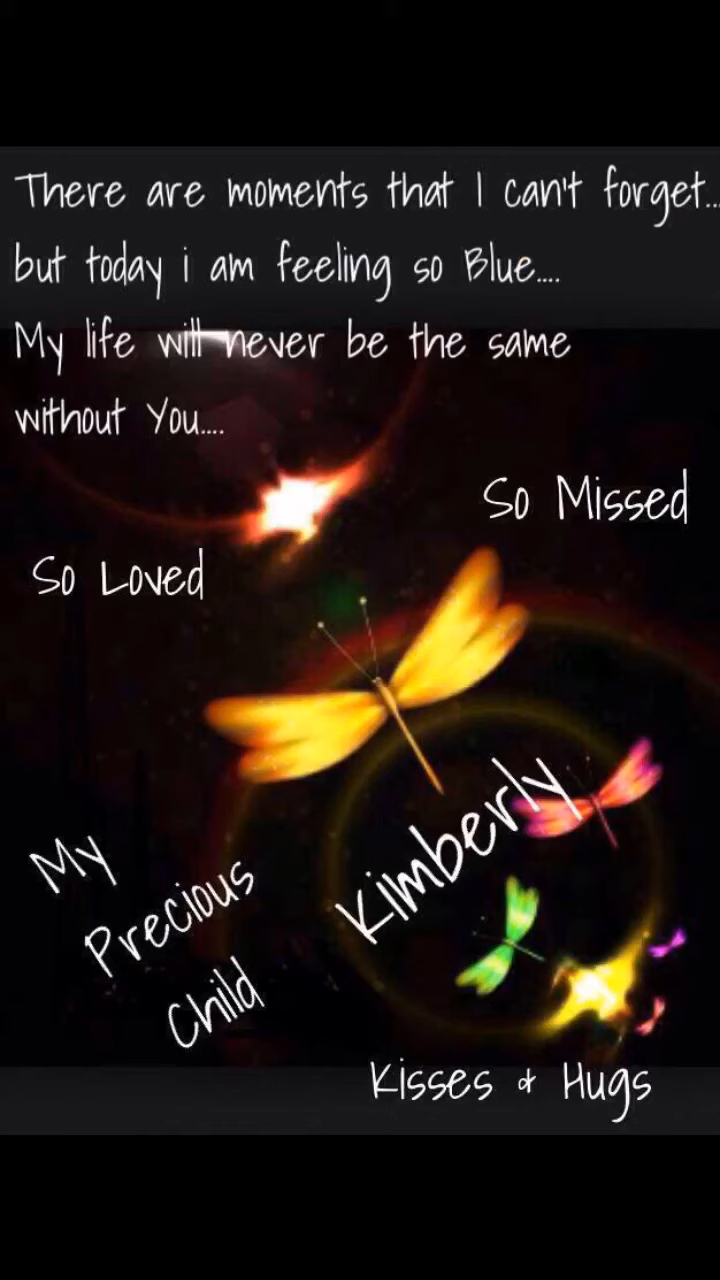 There are moments that I can't forget...
but today i am feeling so Blue....
My life will never be the same
without You....
So Missed
So Loved
My
Precious
Child
Kimberly
Kisses & Hugs